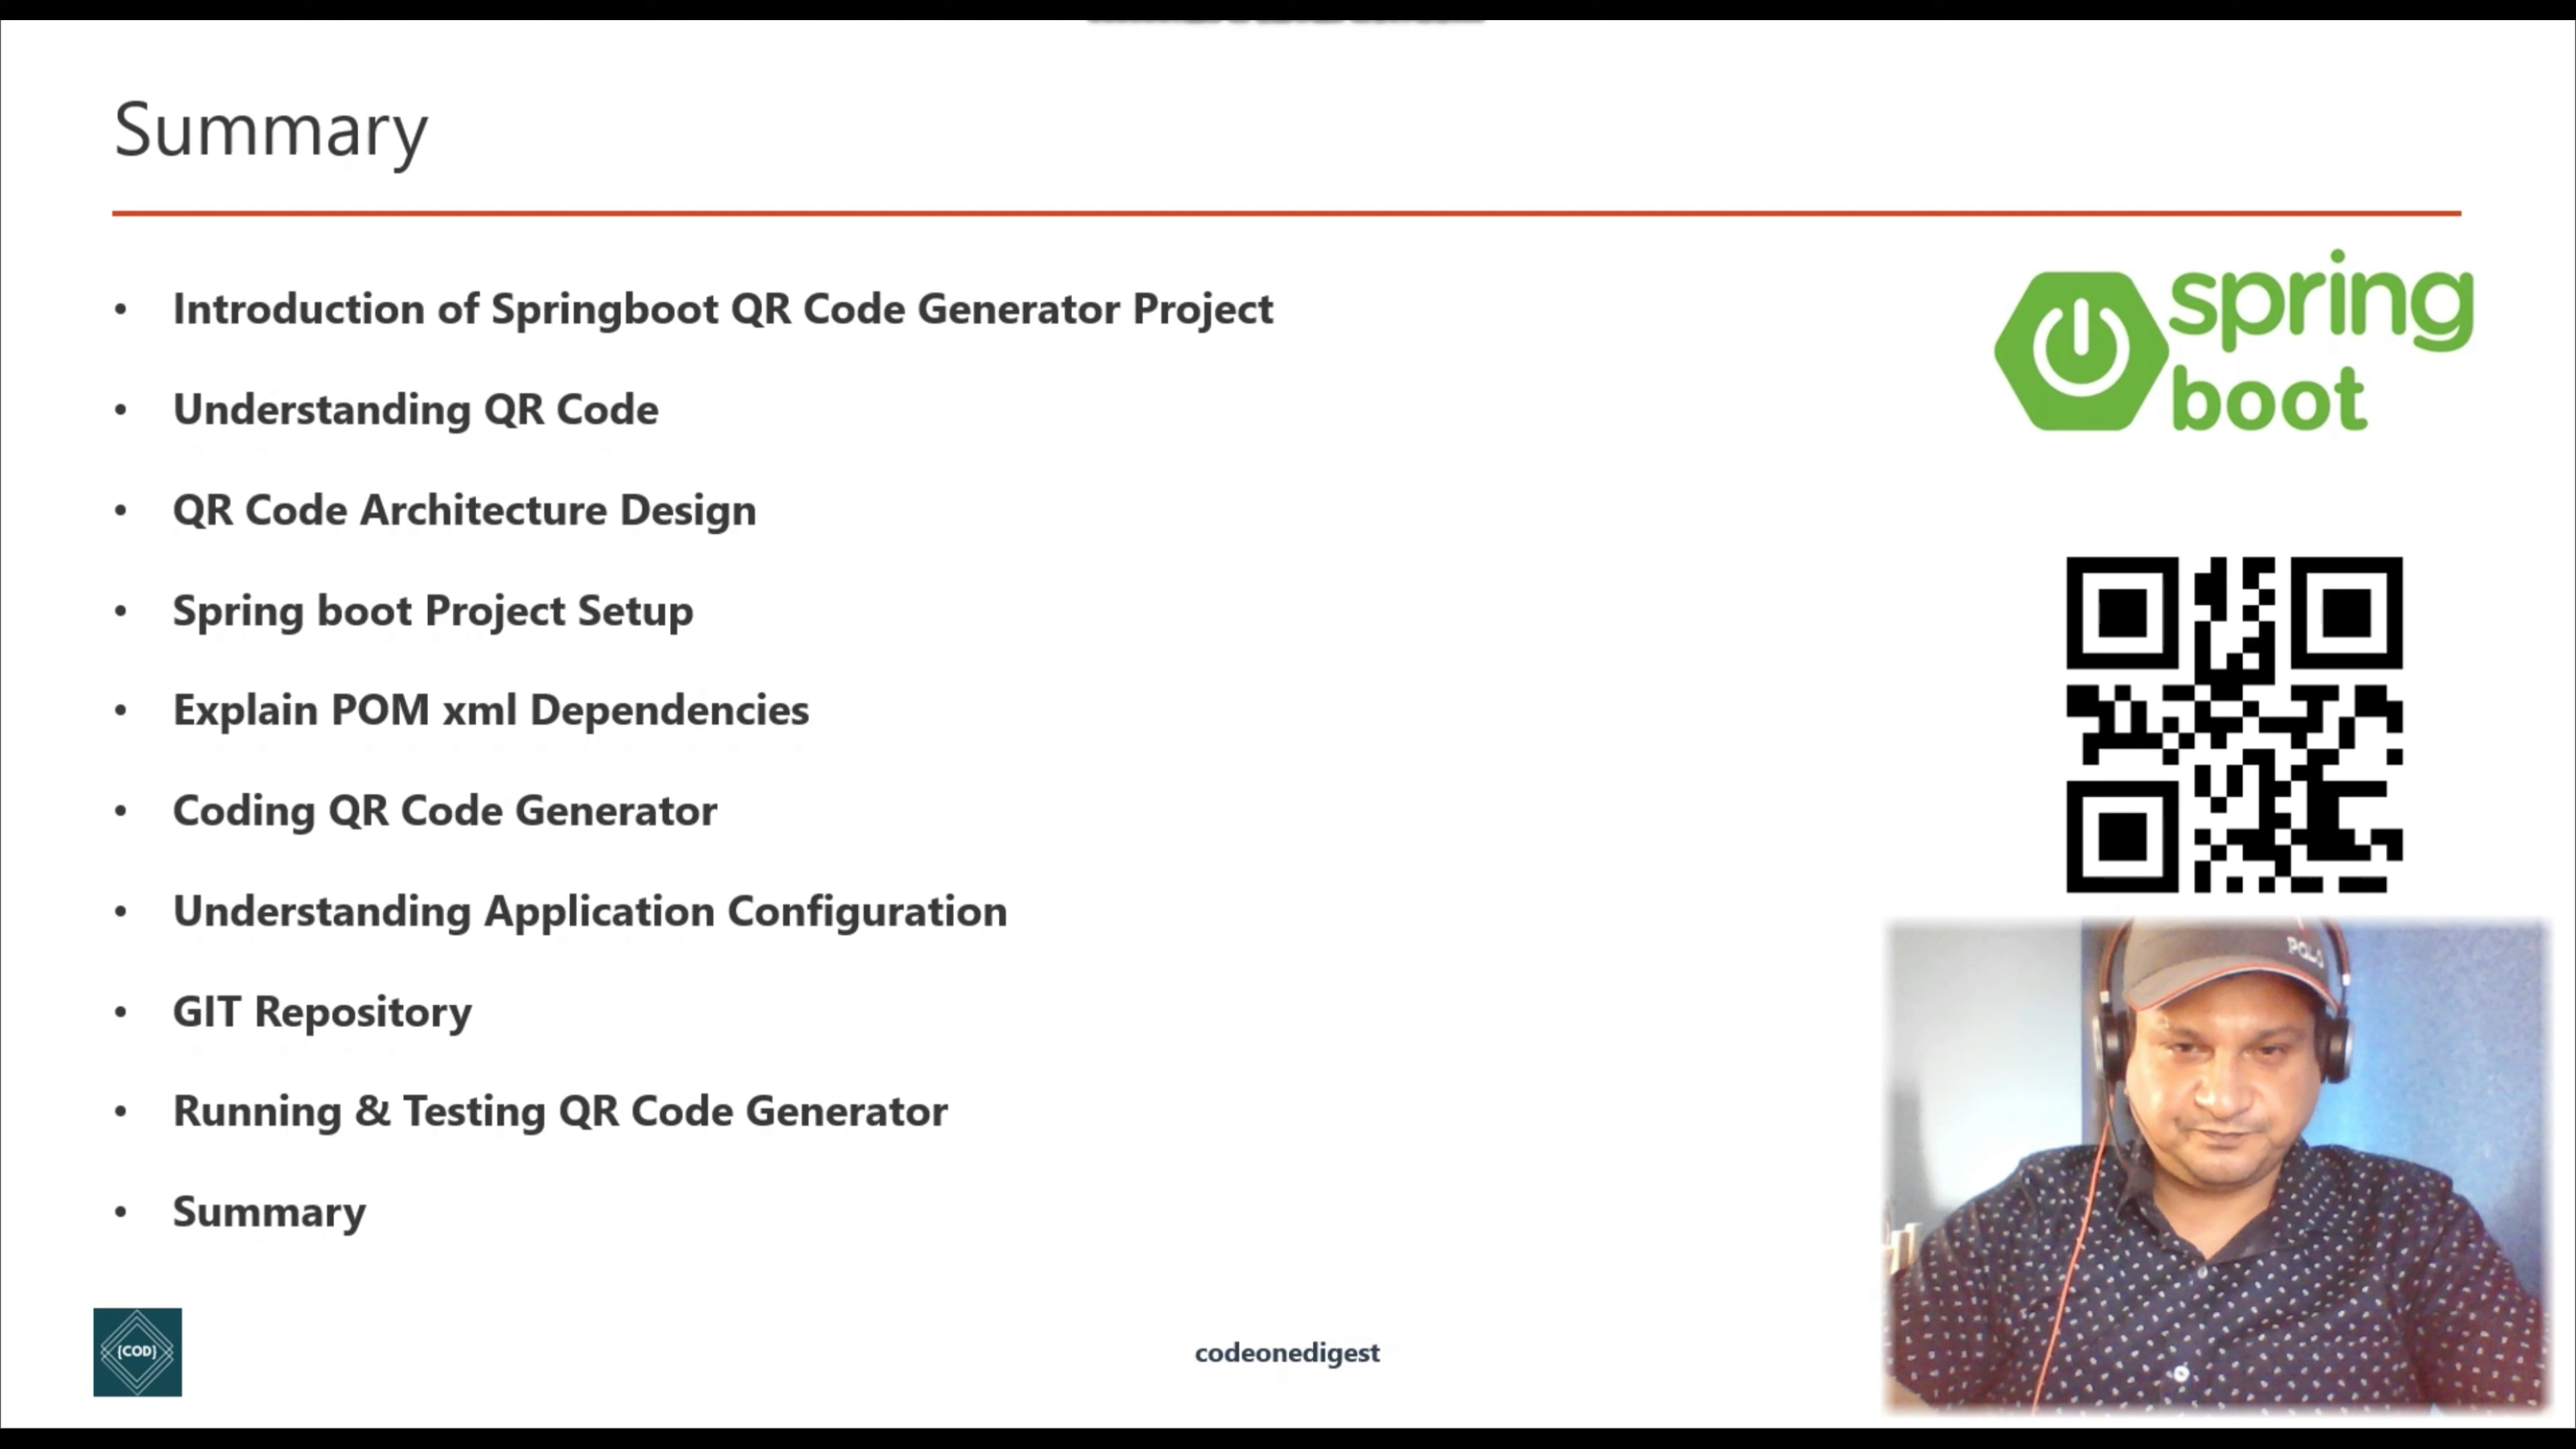 Summary
• Introduction of Springboot QR Code Generator Project
• Understanding QR Code
• QR Code Architecture Design
• Spring boot Project Setup
• Explain POM xml Dependencies
• Coding QR Code Generator
• Understanding Application Configuration
• GIT Repository
• Running & Testing QR Code Generator
• Summary
spring
boot
{COD}
codeonedigest